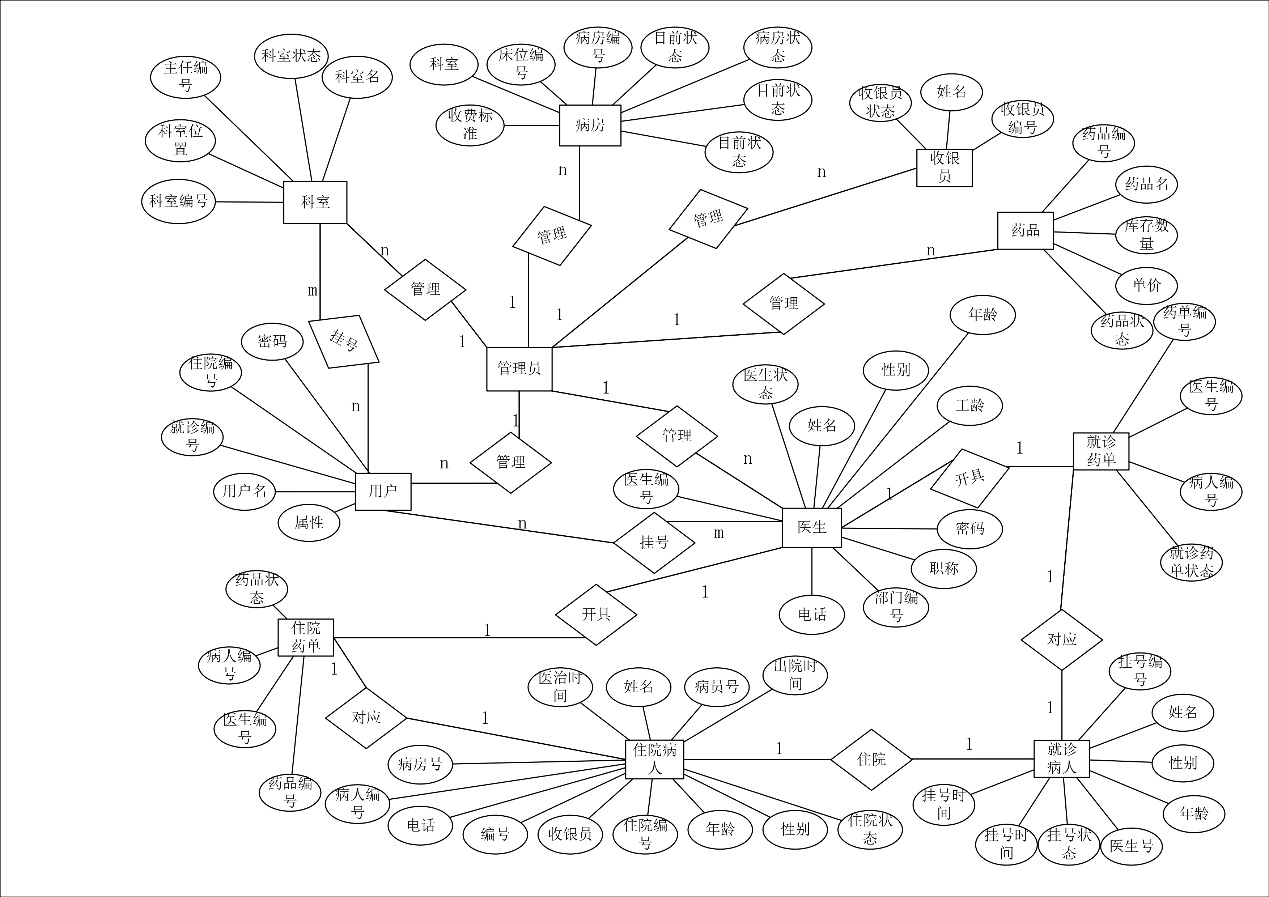 科室状态
主任编
号
科室名
科室位
置
科室编号
科室
科室
床位编
号
病房编
号
目前状
态
病房状
态
目前状
态
目前状
态
收费标
准
病房
收银员
状态
姓名
收银员
编号
收银
员
药品编
号
药品名
库存数
量
单价
药品状
态
药品
n
n
n
n
m
管理
管理
管理
管理
1
1
1
1
挂号
密码
住院编
号
就诊编
号
用户名
属性
用户
n
管理员
1
1
管理
n
管理
n
n
挂号
m
医生状
态
姓名
性别
年龄
工龄
医生编
号
医生
密码
职称
部门编
号
电话
1
开具
1
药单编
号
医生编
号
病人编
号
就诊药
单状态
就诊
药单
1
对应
1
开具
1
1
药品状
态
住院
药单
病人编
号
医生编
号
药品编
号
1
对应
1
医治时
间
姓名
病员号
出院时
间
住院病
人
病房号
病人编
号
电话
编号
收银员
住院编
号
年龄
性别
住院状
态
1
住院
1
挂号编
号
姓名
性别
年龄
就诊
病人
挂号时
间
挂号时
间
挂号状
态
医生号